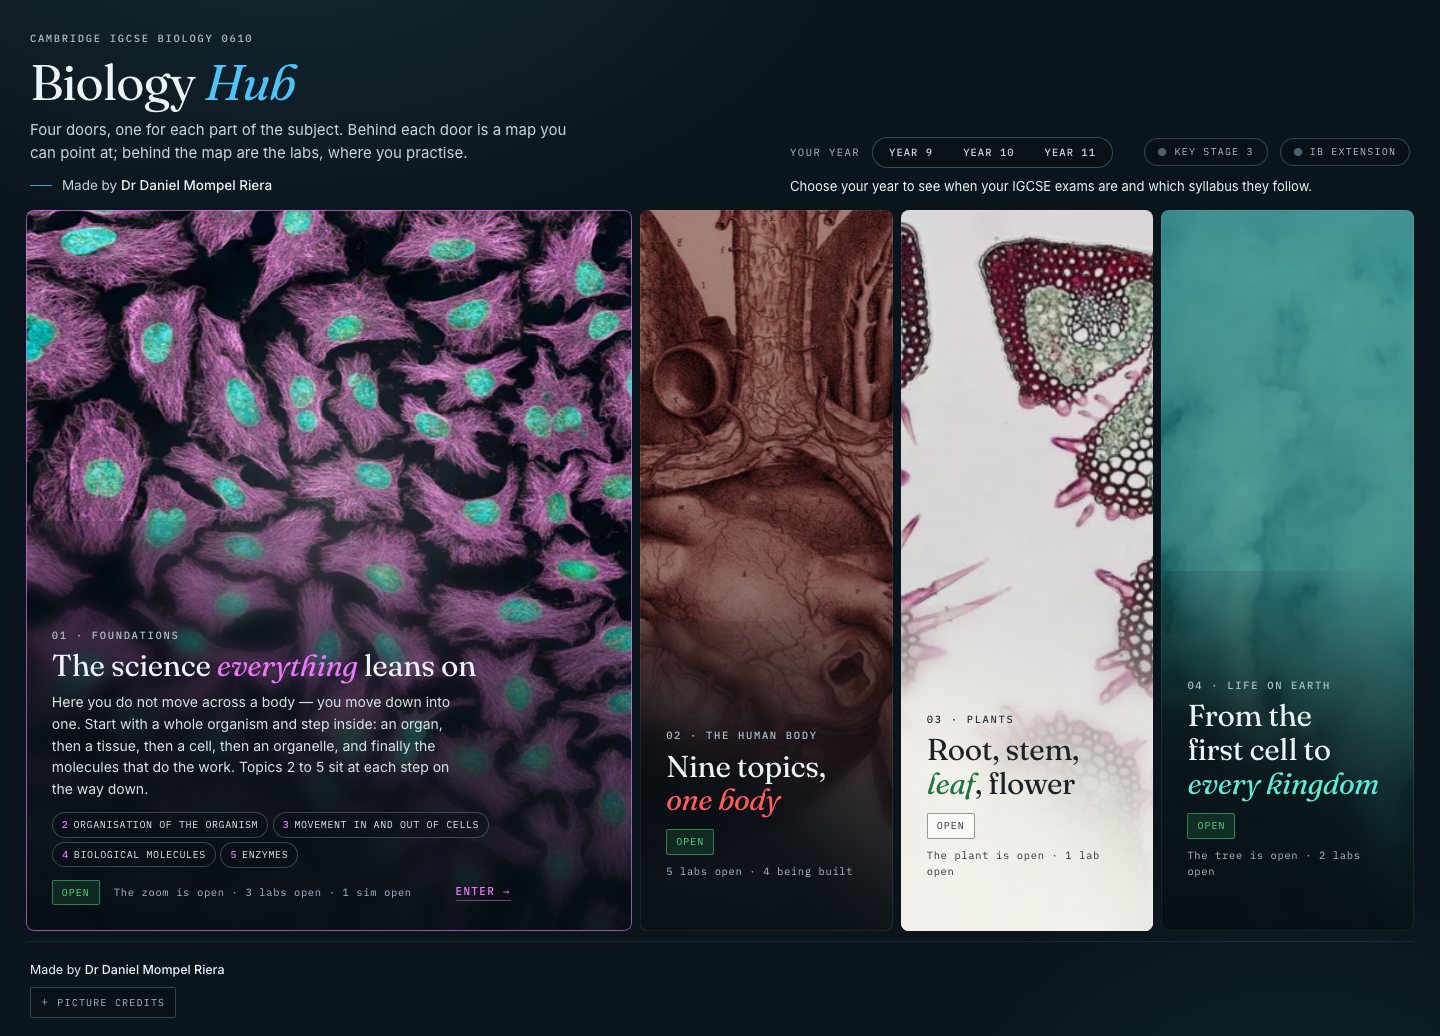 CAMBRIDGE IGCSE BIOLOGY 0610
Biology Hub
Four doors, one for each part of the subject. Behind each door is a map you
can point at; behind the map are the labs, where you practise.
Made by Dr Daniel Mompel Riera
YOUR YEAR
YEAR 9
YEAR 10
YEAR 11
KEY STAGE 3
IB EXTENSION
Choose your year to see when your IGCSE exams are and which syllabus they follow.
01 · FOUNDATIONS
The science everything leans on
Here you do not move across a body — you move down into
one. Start with a whole organism and step inside: an organ,
then a tissue, then a cell, then an organelle, and finally the
molecules that do the work. Topics 2 to 5 sit at each step on
the way down.
2 ORGANISATION OF THE ORGANISM
3 MOVEMENT IN AND OUT OF CELLS
4 BIOLOGICAL MOLECULES
5 ENZYMES
OPEN
The zoom is open · 3 labs open · 1 sim open
ENTER →
02 · THE HUMAN BODY
Nine topics,
one body
OPEN
5 labs open · 4 being built
03 · PLANTS
Root, stem,
leaf, flower
OPEN
The plant is open · 1 lab
open
04 · LIFE ON EARTH
From the
first cell to
every kingdom
OPEN
The tree is open · 2 labs
open
Made by Dr Daniel Mompel Riera
+ PICTURE CREDITS